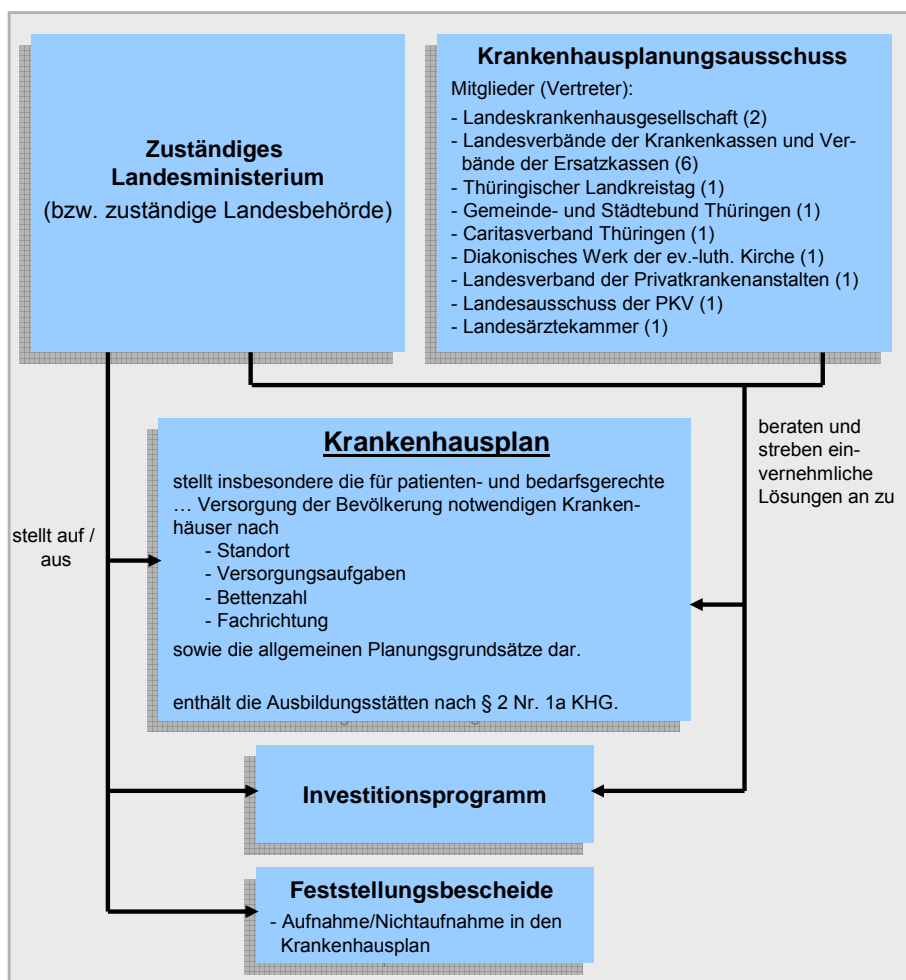 Zuständiges
Landesministerium
(bzw. zuständige Landesbehörde)
Krankenhausplanungsausschuss
Mitglieder (Vertreter):
- Landeskrankenhausgesellschaft (2)
- Landesverbände der Krankenkassen und Ver-
bände der Ersatzkassen (6)
- Thüringischer Landkreistag (1)
- Gemeinde- und Städtebund Thüringen (1)
- Caritasverband Thüringen (1)
- Diakonisches Werk der ev.-luth. Kirche (1)
- Landesverband der Privatkrankenanstalten (1)
- Landesausschuss der PKV (1)
- Landesärztekammer (1)
beraten und
streben ein-
vernehmliche
Lösungen an zu
stellt auf /
aus
Krankenhausplan
stellt insbesondere die für patienten- und bedarfsgerechte
… Versorgung der Bevölkerung notwendigen Kranken-
häuser nach
- Standort
- Versorgungsaufgaben
- Bettenzahl
- Fachrichtung
sowie die allgemeinen Planungsgrundsätze dar.
enthält die Ausbildungsstätten nach § 2 Nr. 1a KHG.
Investitionsprogramm
Feststellungsbescheide
- Aufnahme/Nichtaufnahme in den
Krankenhausplan